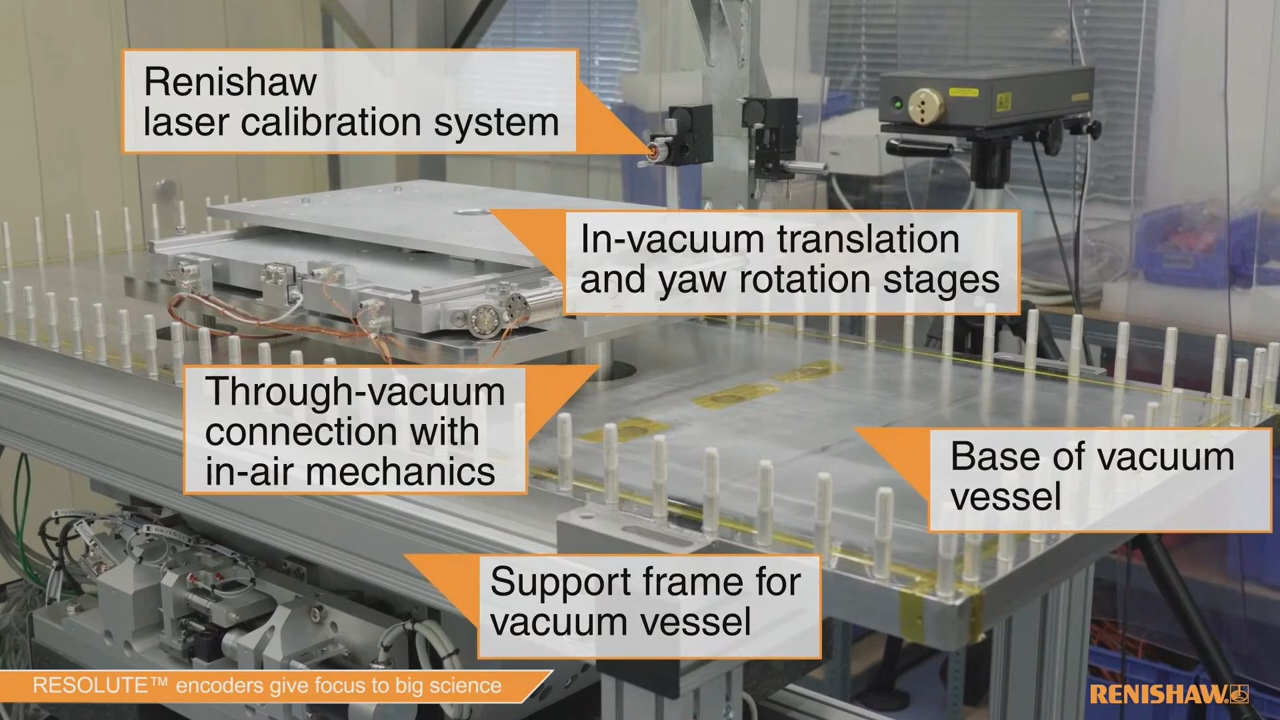 Renishaw
laser calibration system
In-vacuum translation
and yaw rotation stages
Through-vacuum
connection with
in-air mechanics
Base of vacuum
vessel
Support frame for
vacuum vessel
RESOLUTE™ encoders give focus to big science
RENISHAW